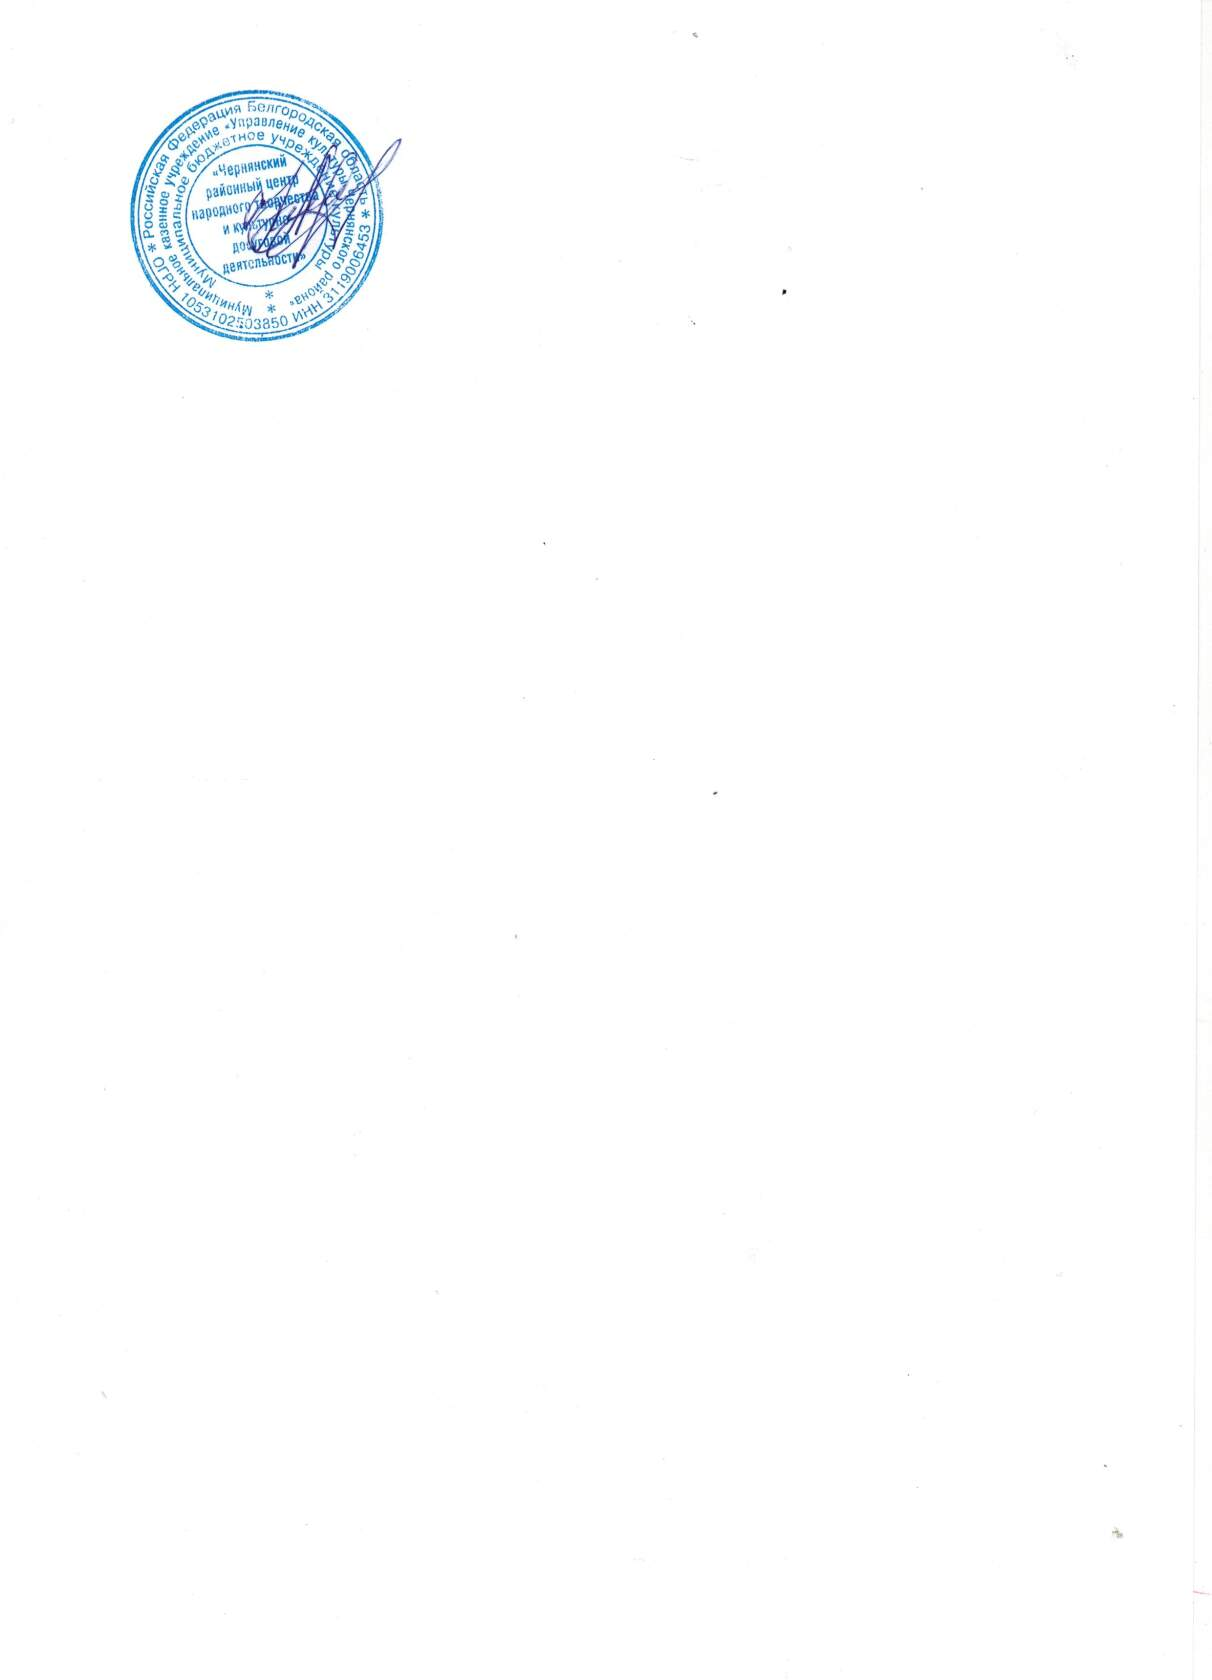 * Российская Федерация Белгородская область *
ОГРН 1053102503850 ИНН 3119006453
Муниципальное казенное учреждение «Управление культуры Чернянского района» *
Муниципальное бюджетное учреждение культуры *
«Чернянский
районный центр
народного творчества
и культурно-
досуговой
деятельности»